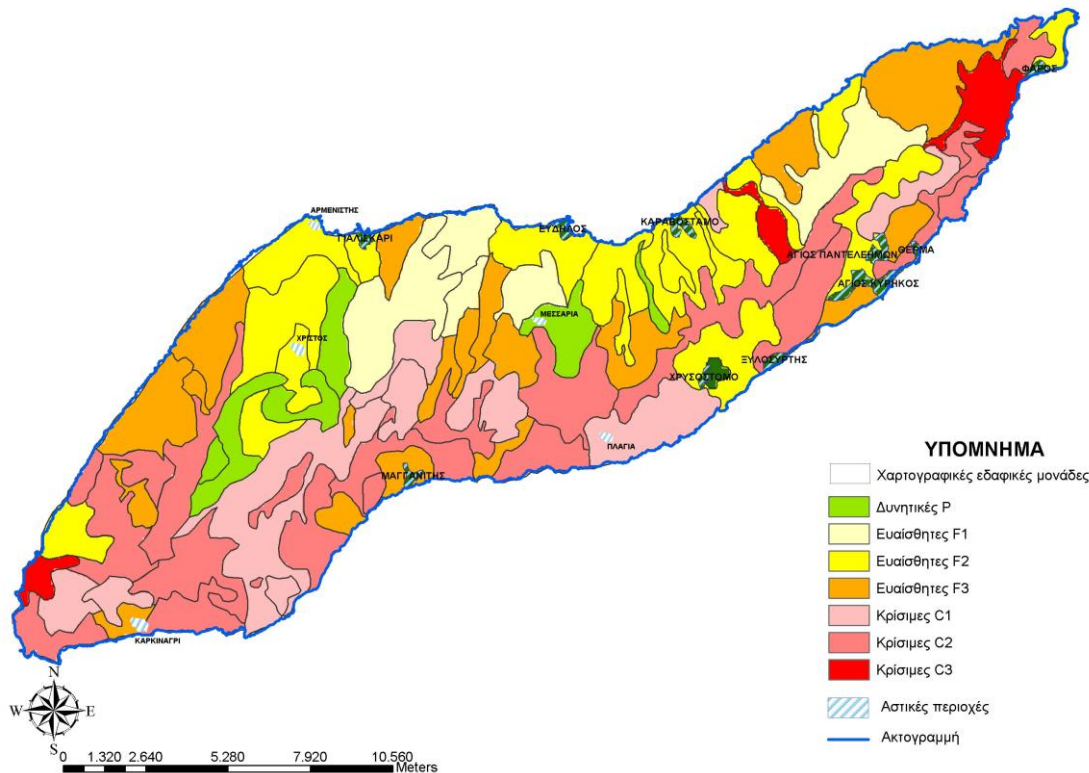 ΦΑΡΟΣ
ΑΡΜΕΝΙΣΤΗΣ
ΓΙΑΛΙΣΚΑΡΙ
ΕΥΔΗΛΟΣ
ΚΑΡΑΒΟΣΤΑΜΟ
ΑΓΙΟΣ ΠΑΝΤΕΛΕΗΜΩΝ
ΘΕΡΜΑ
ΑΓΙΟΣ ΚΥΡΗΚΟΣ
ΜΕΣΣΑΡΙΑ
ΧΡΙΣΤΟΣ
ΞΥΛΟΣΥΡΤΗΣ
ΧΡΥΣΟΣΤΟΜΟ
ΠΛΑΓΙΑ
ΜΑΓΓΑΝΙΤΗΣ
ΚΑΡΚΙΝΑΓΡΙ
ΥΠΟΜΝΗΜΑ
Χαρτογραφικές εδαφικές μονάδες
Δυνητικές P
Ευαίσθητες F1
Ευαίσθητες F2
Ευαίσθητες F3
Κρίσιμες C1
Κρίσιμες C2
Κρίσιμες C3
Αστικές περιοχές
Ακτογραμμή
N
W E
S
0 1.320 2.640 5.280 7.920 10.560
Meters